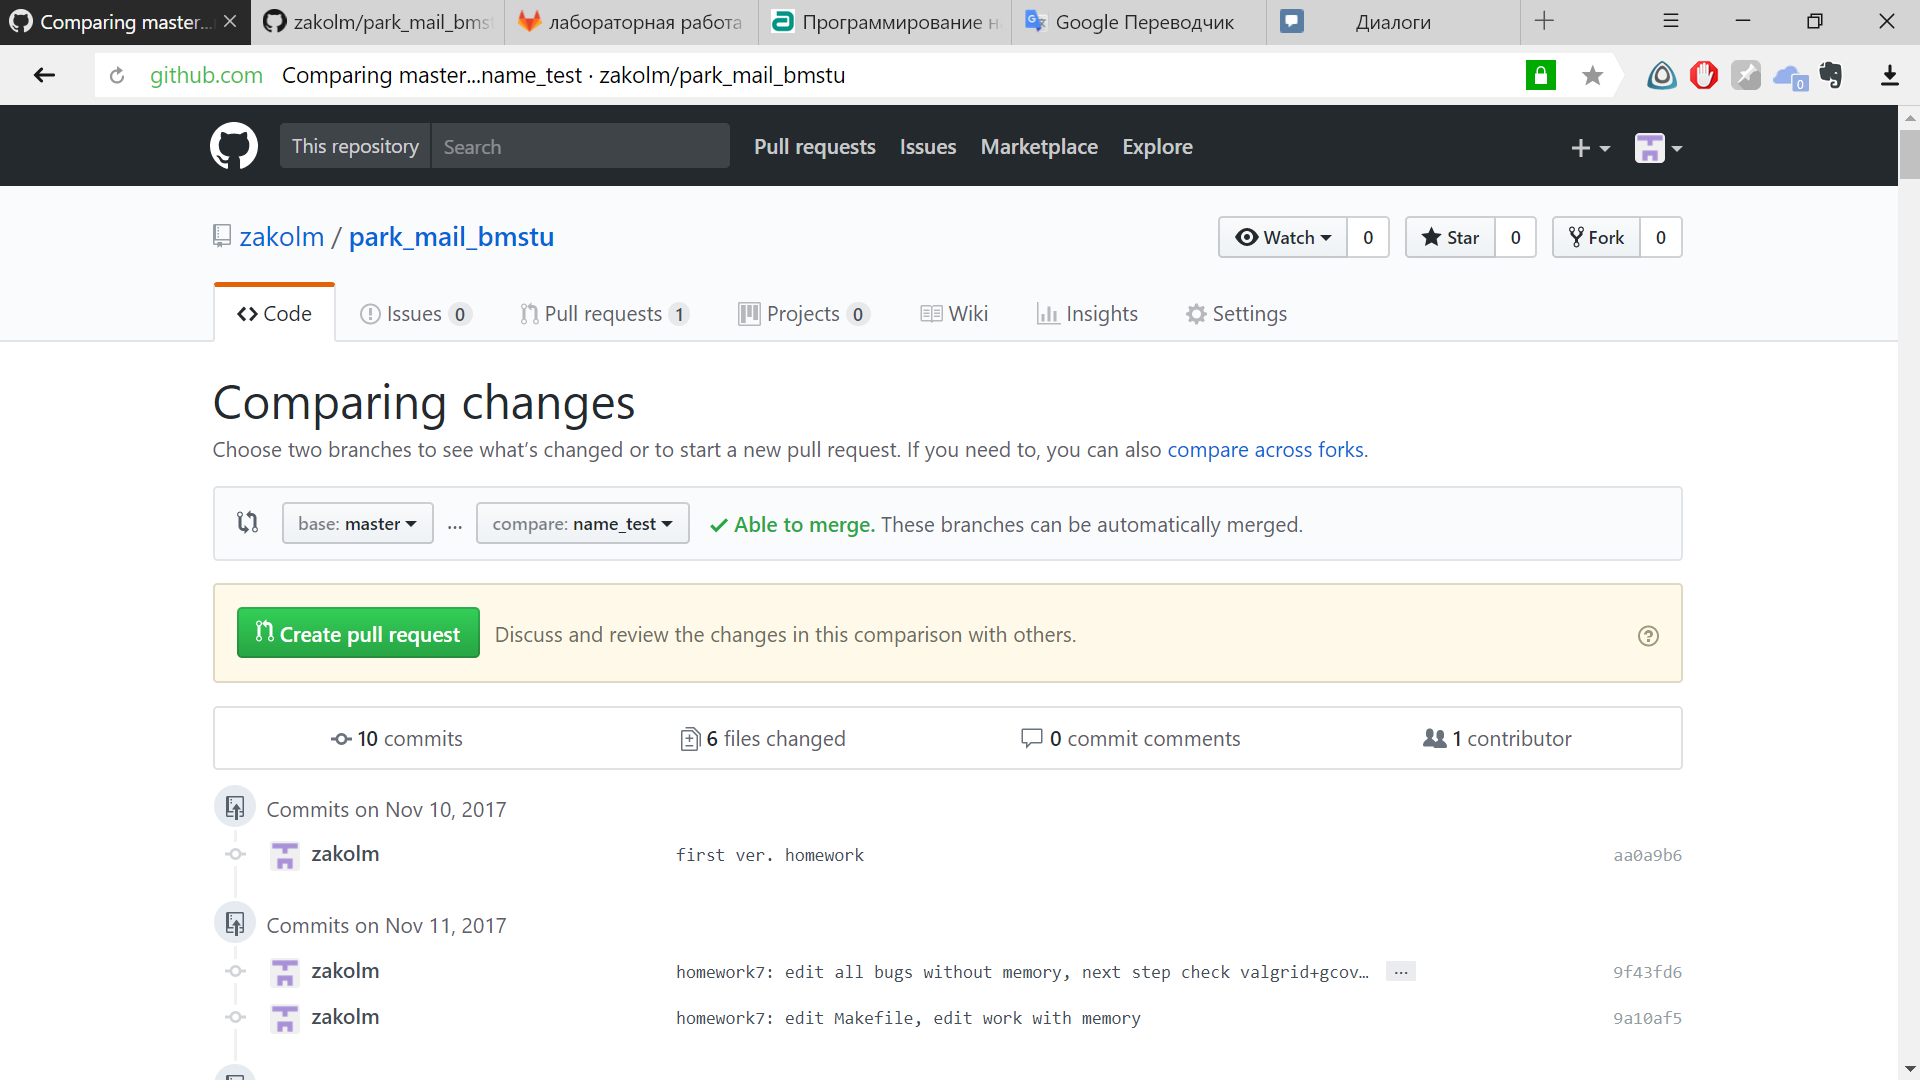 Comparing master...
zakolm/park_mail_bmst
лабораторная работа
Программирование н
Google Переводчик
Диалоги
github.com Comparing master...name_test · zakolm/park_mail_bmstu
0
This repository Search Pull requests Issues Marketplace Explore
zakolm / park_mail_bmstu
Watch 0 Star 0 Fork 0
Code Issues 0 Pull requests 1 Projects 0 Wiki Insights Settings
Comparing changes
Choose two branches to see what's changed or to start a new pull request. If you need to, you can also compare across forks.
base: master ... compare: name_test Able to merge. These branches can be automatically merged.
Create pull request Discuss and review the changes in this comparison with others.
10 commits 6 files changed 0 commit comments 1 contributor
Commits on Nov 10, 2017
zakolm first ver. homework aa0a9b6
Commits on Nov 11, 2017
zakolm homework7: edit all bugs without memory, next step check valgrid+gcov… ... 9f43fd6
zakolm homework7: edit Makefile, edit work with memory 9a10af5